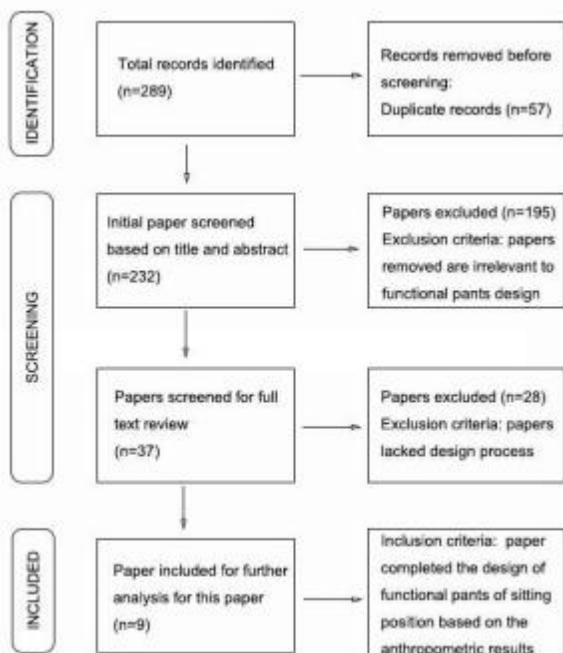 IDENTIFICATION
Total records identified
(n=289)
Records removed before
screening:
Duplicate records (n=57)
SCREENING
Initial paper screened
based on title and abstract
(n=232)
Papers excluded (n=195)
Exclusion criteria: papers
removed are irrelevant to
functional pants design
Papers screened for full
text review
(n=37)
Papers excluded (n=28)
Exclusion criteria: papers
lacked design process
INCLUDED
Paper included for further
analysis for this paper
(n=9)
Inclusion criteria: paper
completed the design of
functional pants of sitting
position based on the
anthropometric results